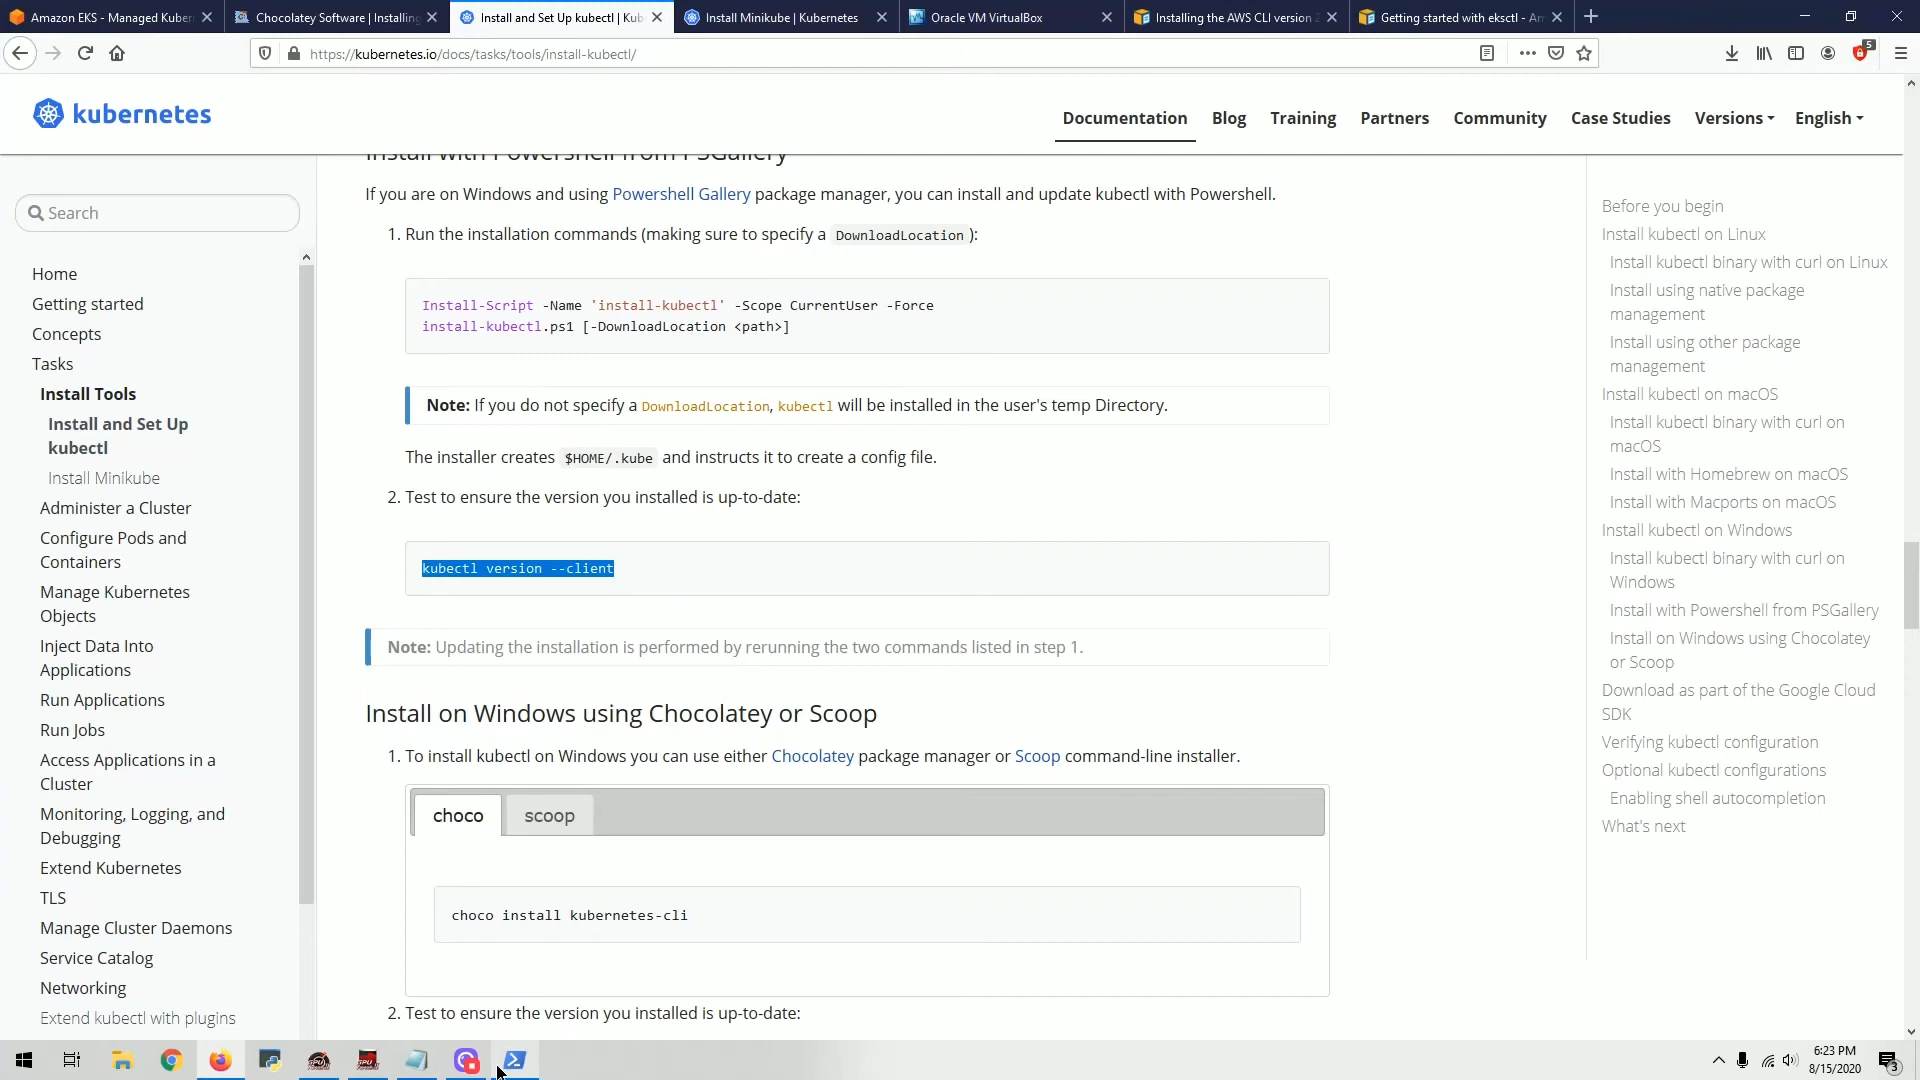 Amazon EKS - Managed Kuber
Chocolatey Software | Installing
Install and Set Up kubectl | Kub
Install Minikube | Kubernetes
Oracle VM VirtualBox
Installing the AWS CLI version 2
Getting started with eksctl - Am
https://kubernetes.io/docs/tasks/tools/install-kubectl/
5
kubernetes
Documentation
Blog
Training
Partners
Community
Case Studies
Versions
English
Search
Home
Getting started
Concepts
Tasks
Install Tools
Install and Set Up
kubectl
Install Minikube
Administer a Cluster
Configure Pods and
Containers
Manage Kubernetes
Objects
Inject Data Into
Applications
Run Applications
Run Jobs
Access Applications in a
Cluster
Monitoring, Logging, and
Debugging
Extend Kubernetes
TLS
Manage Cluster Daemons
Service Catalog
Networking
Extend kubectl with plugins
Install with Powershell from PSGallery
If you are on Windows and using Powershell Gallery package manager, you can install and update kubectl with Powershell.
1. Run the installation commands (making sure to specify a DownloadLocation ):
Install-Script -Name 'install-kubectl' -Scope CurrentUser -Force
install-kubectl.ps1 [-DownloadLocation <path>]
Note: If you do not specify a DownloadLocation, kubectl will be installed in the user's temp Directory.
The installer creates $HOME/.kube and instructs it to create a config file.
2. Test to ensure the version you installed is up-to-date:
kubectl version --client
Note: Updating the installation is performed by rerunning the two commands listed in step 1.
Install on Windows using Chocolatey or Scoop
1. To install kubectl on Windows you can use either Chocolatey package manager or Scoop command-line installer.
choco
scoop
choco install kubernetes-cli
2. Test to ensure the version you installed is up-to-date:
Before you begin
Install kubectl on Linux
Install kubectl binary with curl on Linux
Install using native package
management
Install using other package
management
Install kubectl on macOS
Install kubectl binary with curl on
macOS
Install with Homebrew on macOS
Install with Macports on macOS
Install kubectl on Windows
Install kubectl binary with curl on
Windows
Install with Powershell from PSGallery
Install on Windows using Chocolatey
or Scoop
Download as part of the Google Cloud
SDK
Verifying kubectl configuration
Optional kubectl configurations
Enabling shell autocompletion
What's next
6:23 PM
8/15/2020
3